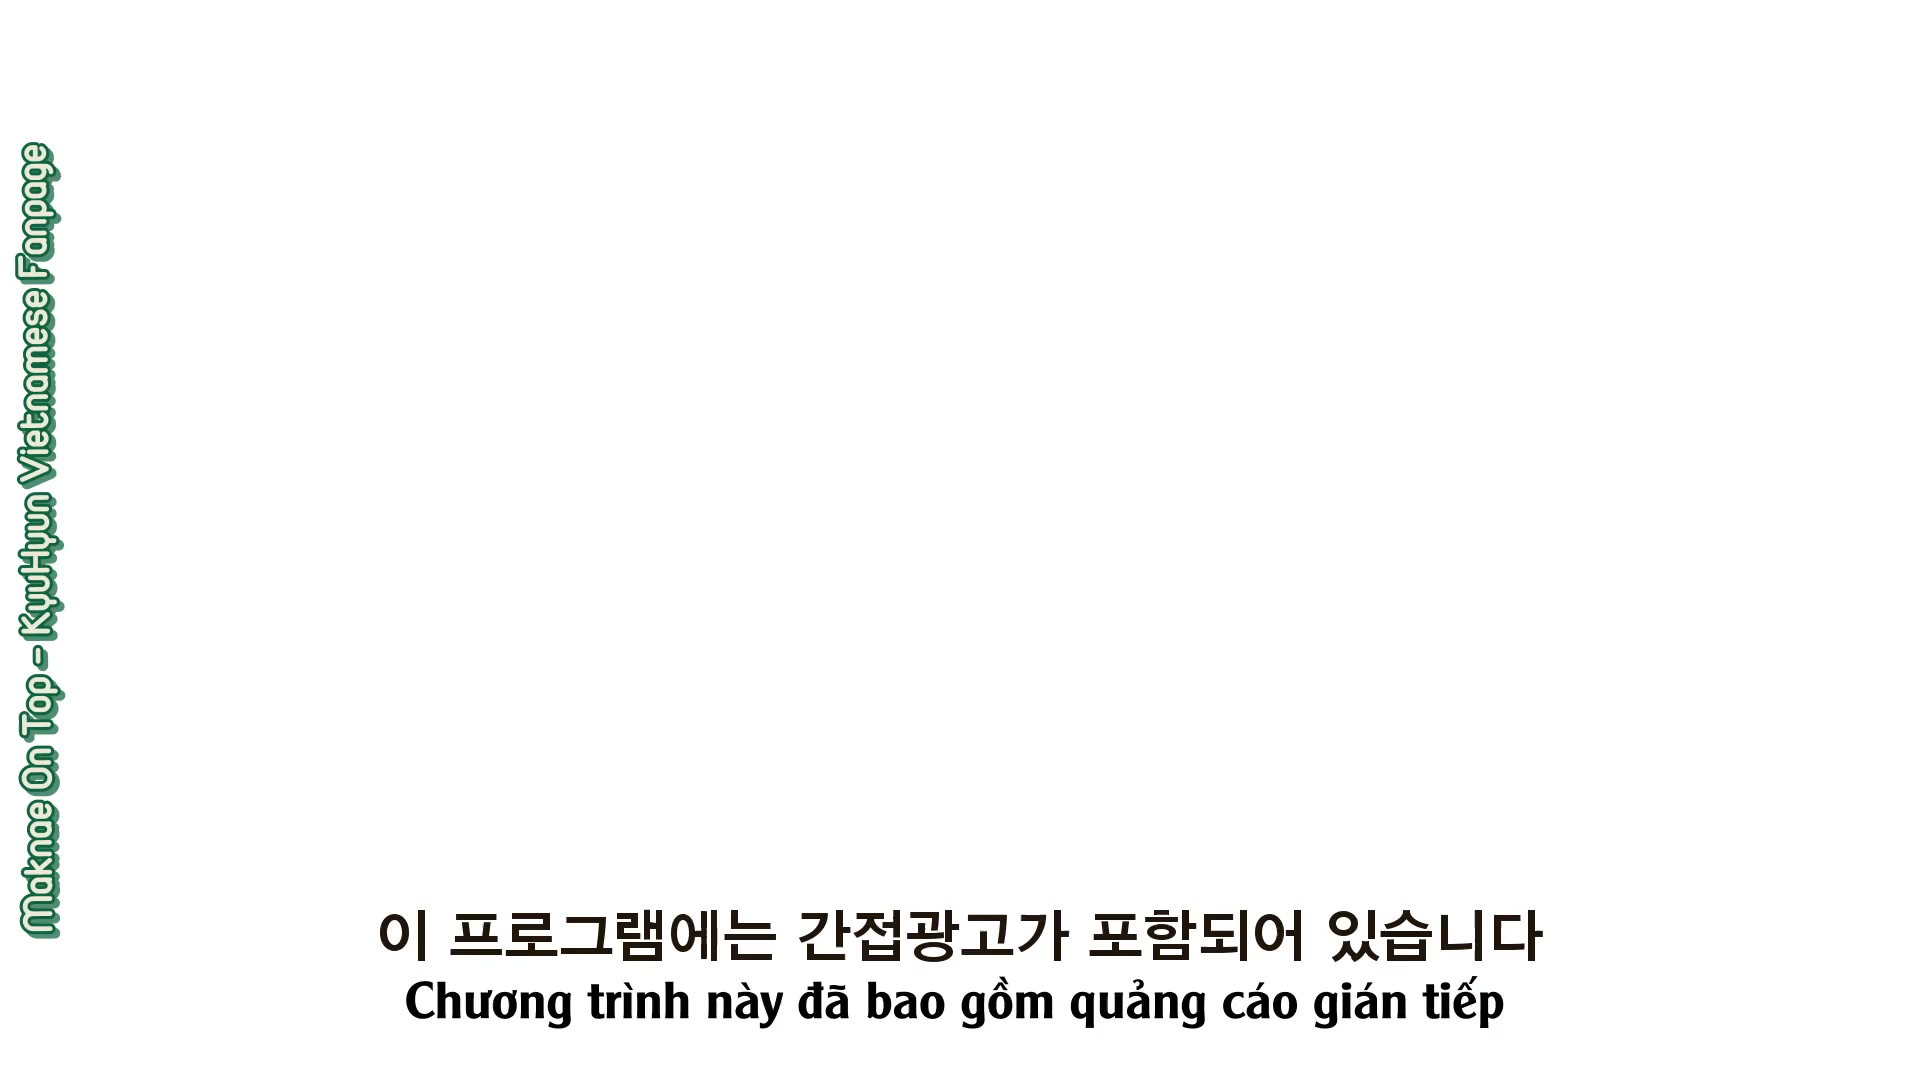 Maknae On Top - KyuHyun Vietnamese Fanpage
이 프로그램에는 간접광고가 포함되어 있습니다
Chương trình này đã bao gồm quảng cáo gián tiếp